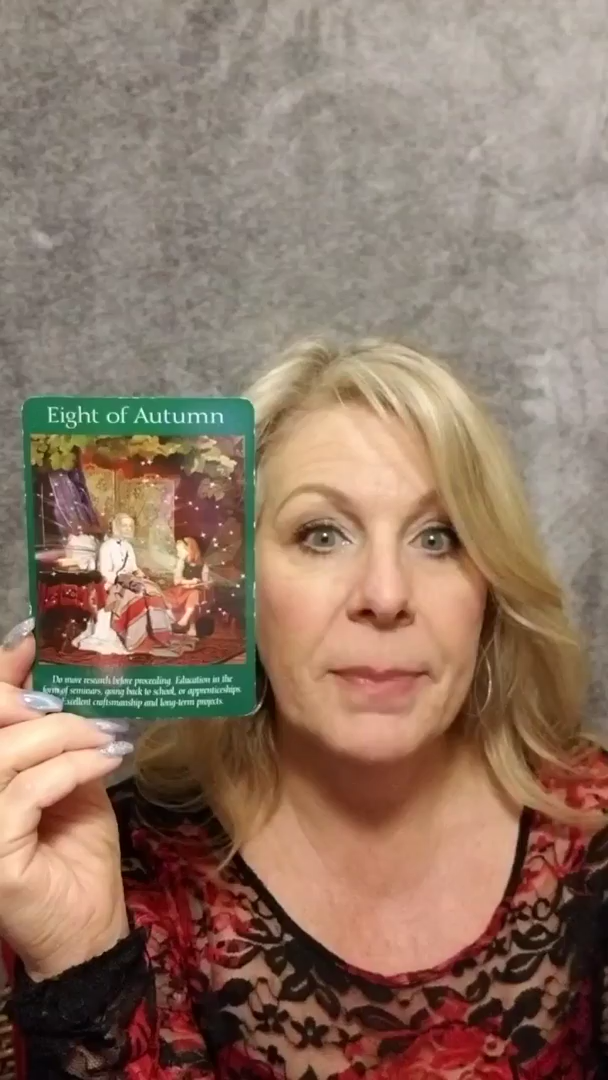 Eight of Autumn
Do more research before proceeding. Education in the
form of seminars, going back to school, or apprenticeships.
Excellent craftsmanship and long-term projects.